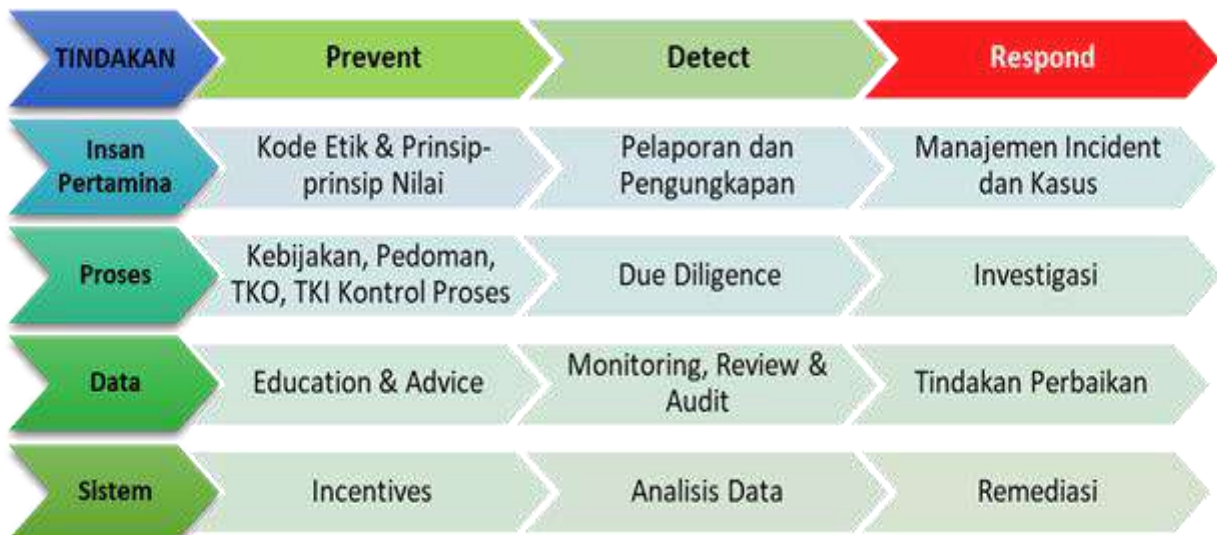 TINDAKAN
Prevent
Detect
Respond
Insan
Pertamina
Kode Etik & Prinsip-
prinsip Nilai
Pelaporan dan
Pengungkapan
Manajemen Incident
dan Kasus
Proses
Kebijakan, Pedoman,
TKO, TKI Kontrol Proses
Due Diligence
Investigasi
Data
Education & Advice
Monitoring, Review &
Audit
Tindakan Perbaikan
Sistem
Incentives
Analisis Data
Remediasi